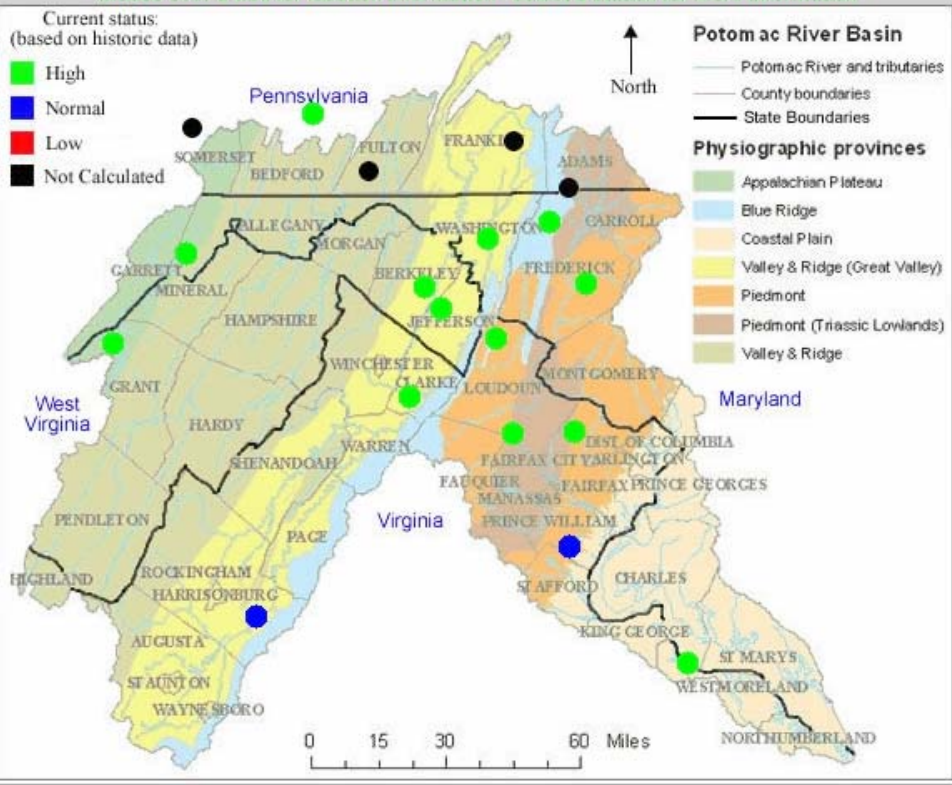 Current status:
(based on historic data)
High
Normal
Low
Not Calculated
North
Potomac River Basin
Potomac River and tributaries
County boundaries
State Boundaries
Physiographic provinces
Appalachian Plateau
Blue Ridge
Coastal Plain
Valley & Ridge (Great Valley)
Piedmont
Piedmont (Triassic Lowlands)
Valley & Ridge
Pennsylvania
SOMERSET
BEDFORD
FULTON
ADAMS
ALLEGANY
MORGAN
WASHINGTON
CARROLL
GARRETT
MINERAL
BERKELEY
FREDERICK
HAMPSHIRE
JEFFERSON
WINCHESTER
CLARKE
LOUDOUN
MONTGOMERY
GRANT
West
Virginia
Maryland
HARDY
WARREN
DIST. OF COLUMBIA
SHENANDOAH
FAIRFAX CITY
ARLINGTON
FAUQUIER
FAIRFAX
PRINCE GEORGES
MANASSAS
Virginia
PENDLETON
PRINCE WILLIAM
PAGE
HIGHLAND
ROCKINGHAM
HARRISONBURG
STAFFORD
CHARLES
KING GEORGE
AUGUSTA
ST MARYS
STAUNTON
WESTMORELAND
WAYNESBORO
NORTHUMBERLAND
0 15 30 60 Miles